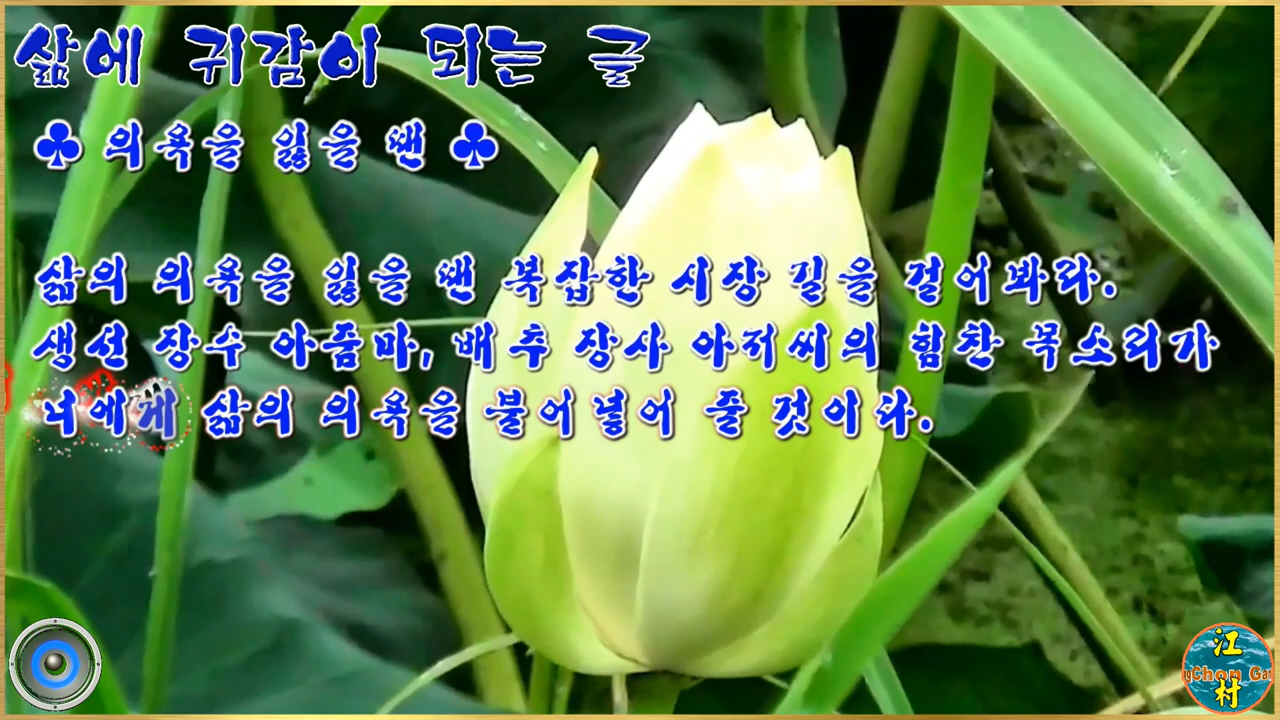 삶에 귀감이 되는 글
♣ 의욕을 잃을 땐 ♣
삶의 의욕을 잃을 땐 복잡한 시장 길을 걸어봐라.
생선 장수 아줌마, 배추 장사 아저씨의 힘찬 목소리가
너에게 삶의 의욕을 불어넣어 줄 것이다.
江
村